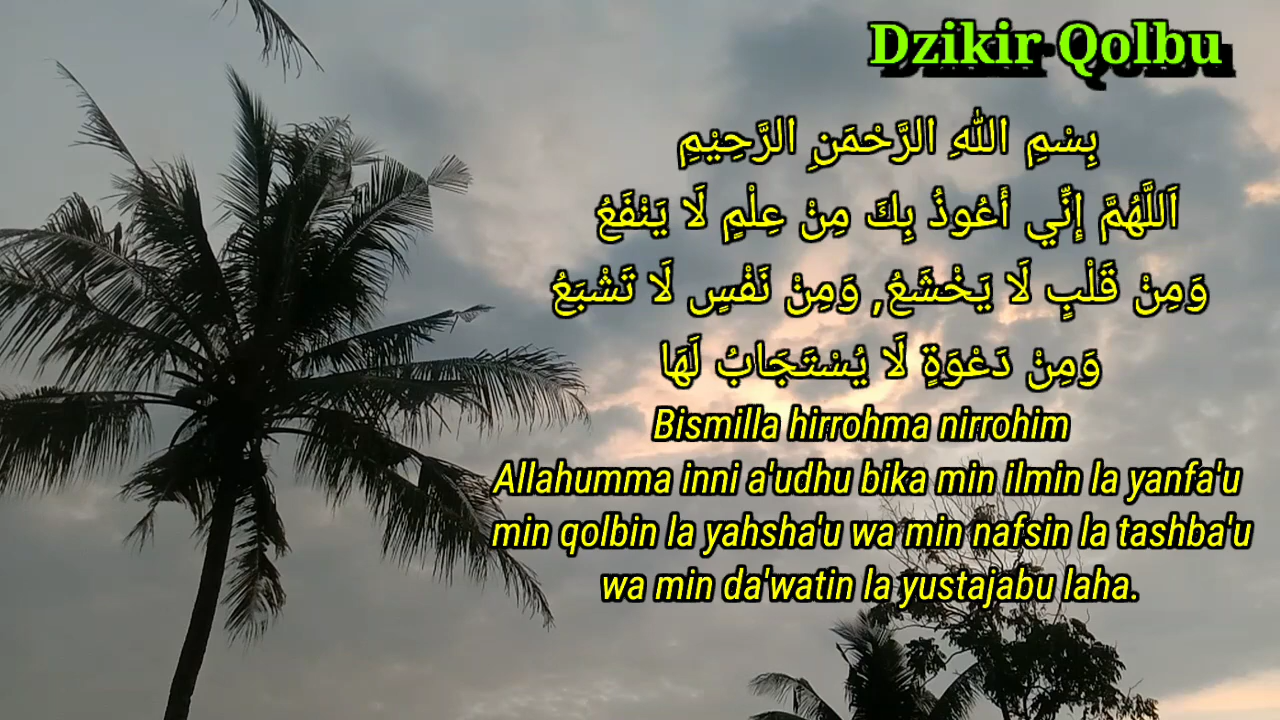 Dzikir Qolbu
بِسْمِ اللهِ الرَّحْمَنِ الرَّحِيْمِ
اَللَّهُمَّ إِنِّي أَعُوذُ بِكَ مِنْ عِلْمٍ لَا يَنْفَعُ
وَمِنْ قَلْبٍ لَا يَخْشَعُ, وَمِنْ نَفْسٍ لَا تَشْبَعُ
وَمِنْ دَعْوَةٍ لَا يُسْتَجَابُ لَهَا
Bismilla hirrohma nirrohim
Allahumma inni a'udhu bika min ilmin la yanfa'u
min qolbin la yahsha'u wa min nafsin la tashba'u
wa min da'watin la yustajabu laha.